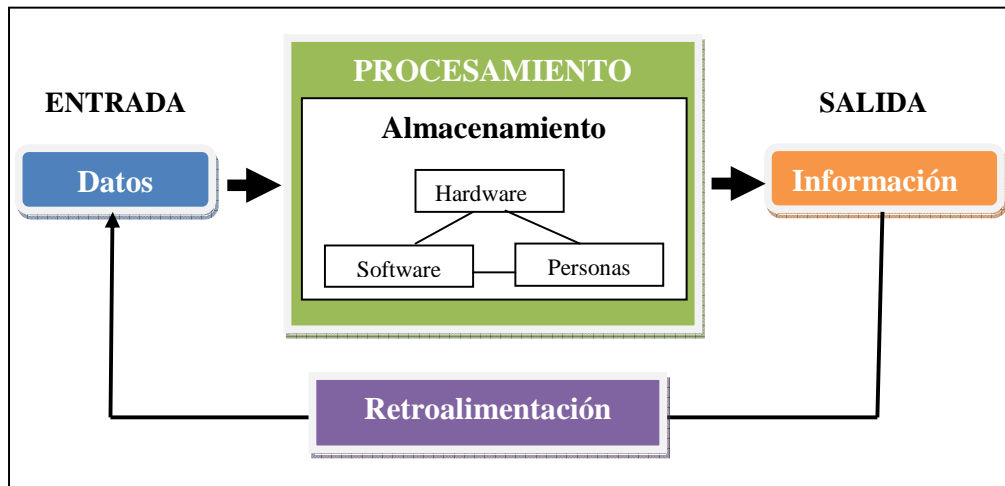 PROCESAMIENTO
ENTRADA
SALIDA
Almacenamiento
Datos
Información
Hardware
Software
Personas
Retroalimentación